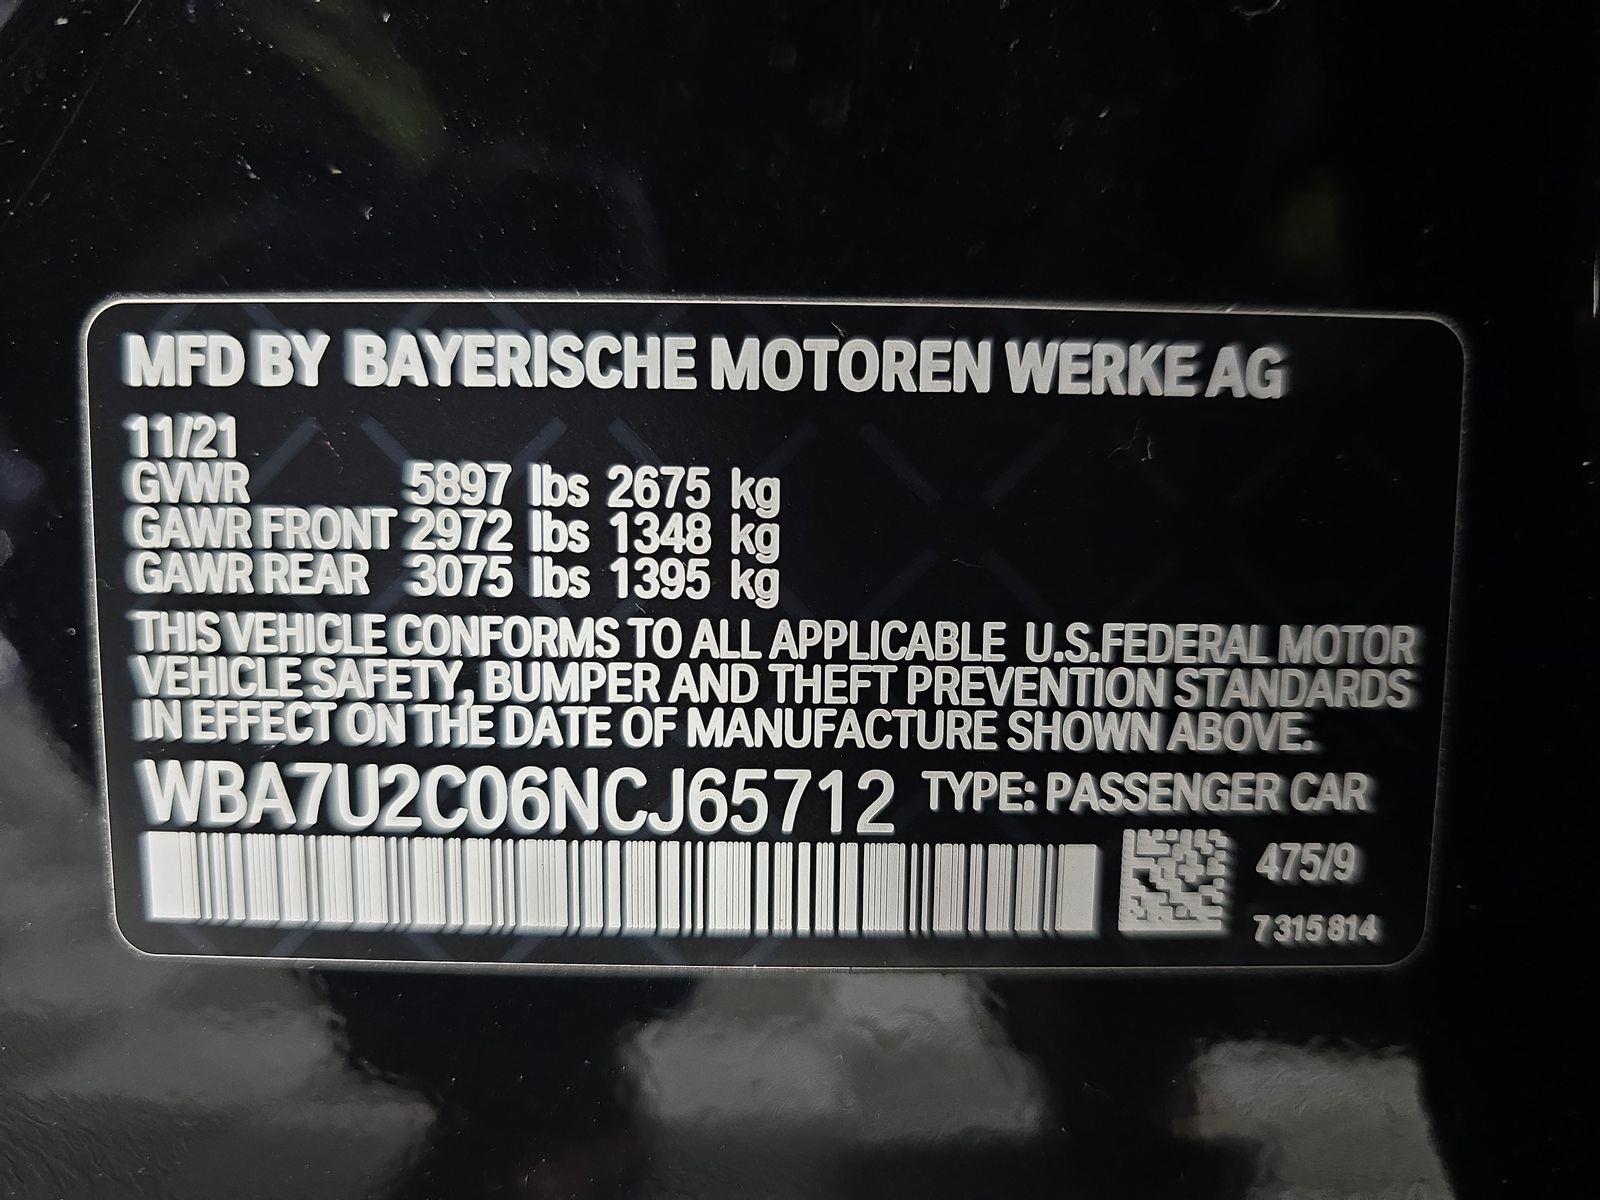 MFD BY BAYERISCHE MOTOREN WERKE AG
11/21
GVWR 5897 lbs 2675 kg
GAWR FRONT 2972 lbs 1348 kg
GAWR REAR 3075 lbs 1395 kg
THIS VEHICLE CONFORMS TO ALL APPLICABLE U.S.FEDERAL MOTOR
VEHICLE SAFETY, BUMPER AND THEFT PREVENTION STANDARDS
IN EFFECT ON THE DATE OF MANUFACTURE SHOWN ABOVE.
WBA7U2C06NCJ65712 TYPE: PASSENGER CAR
475/9
7 315 814